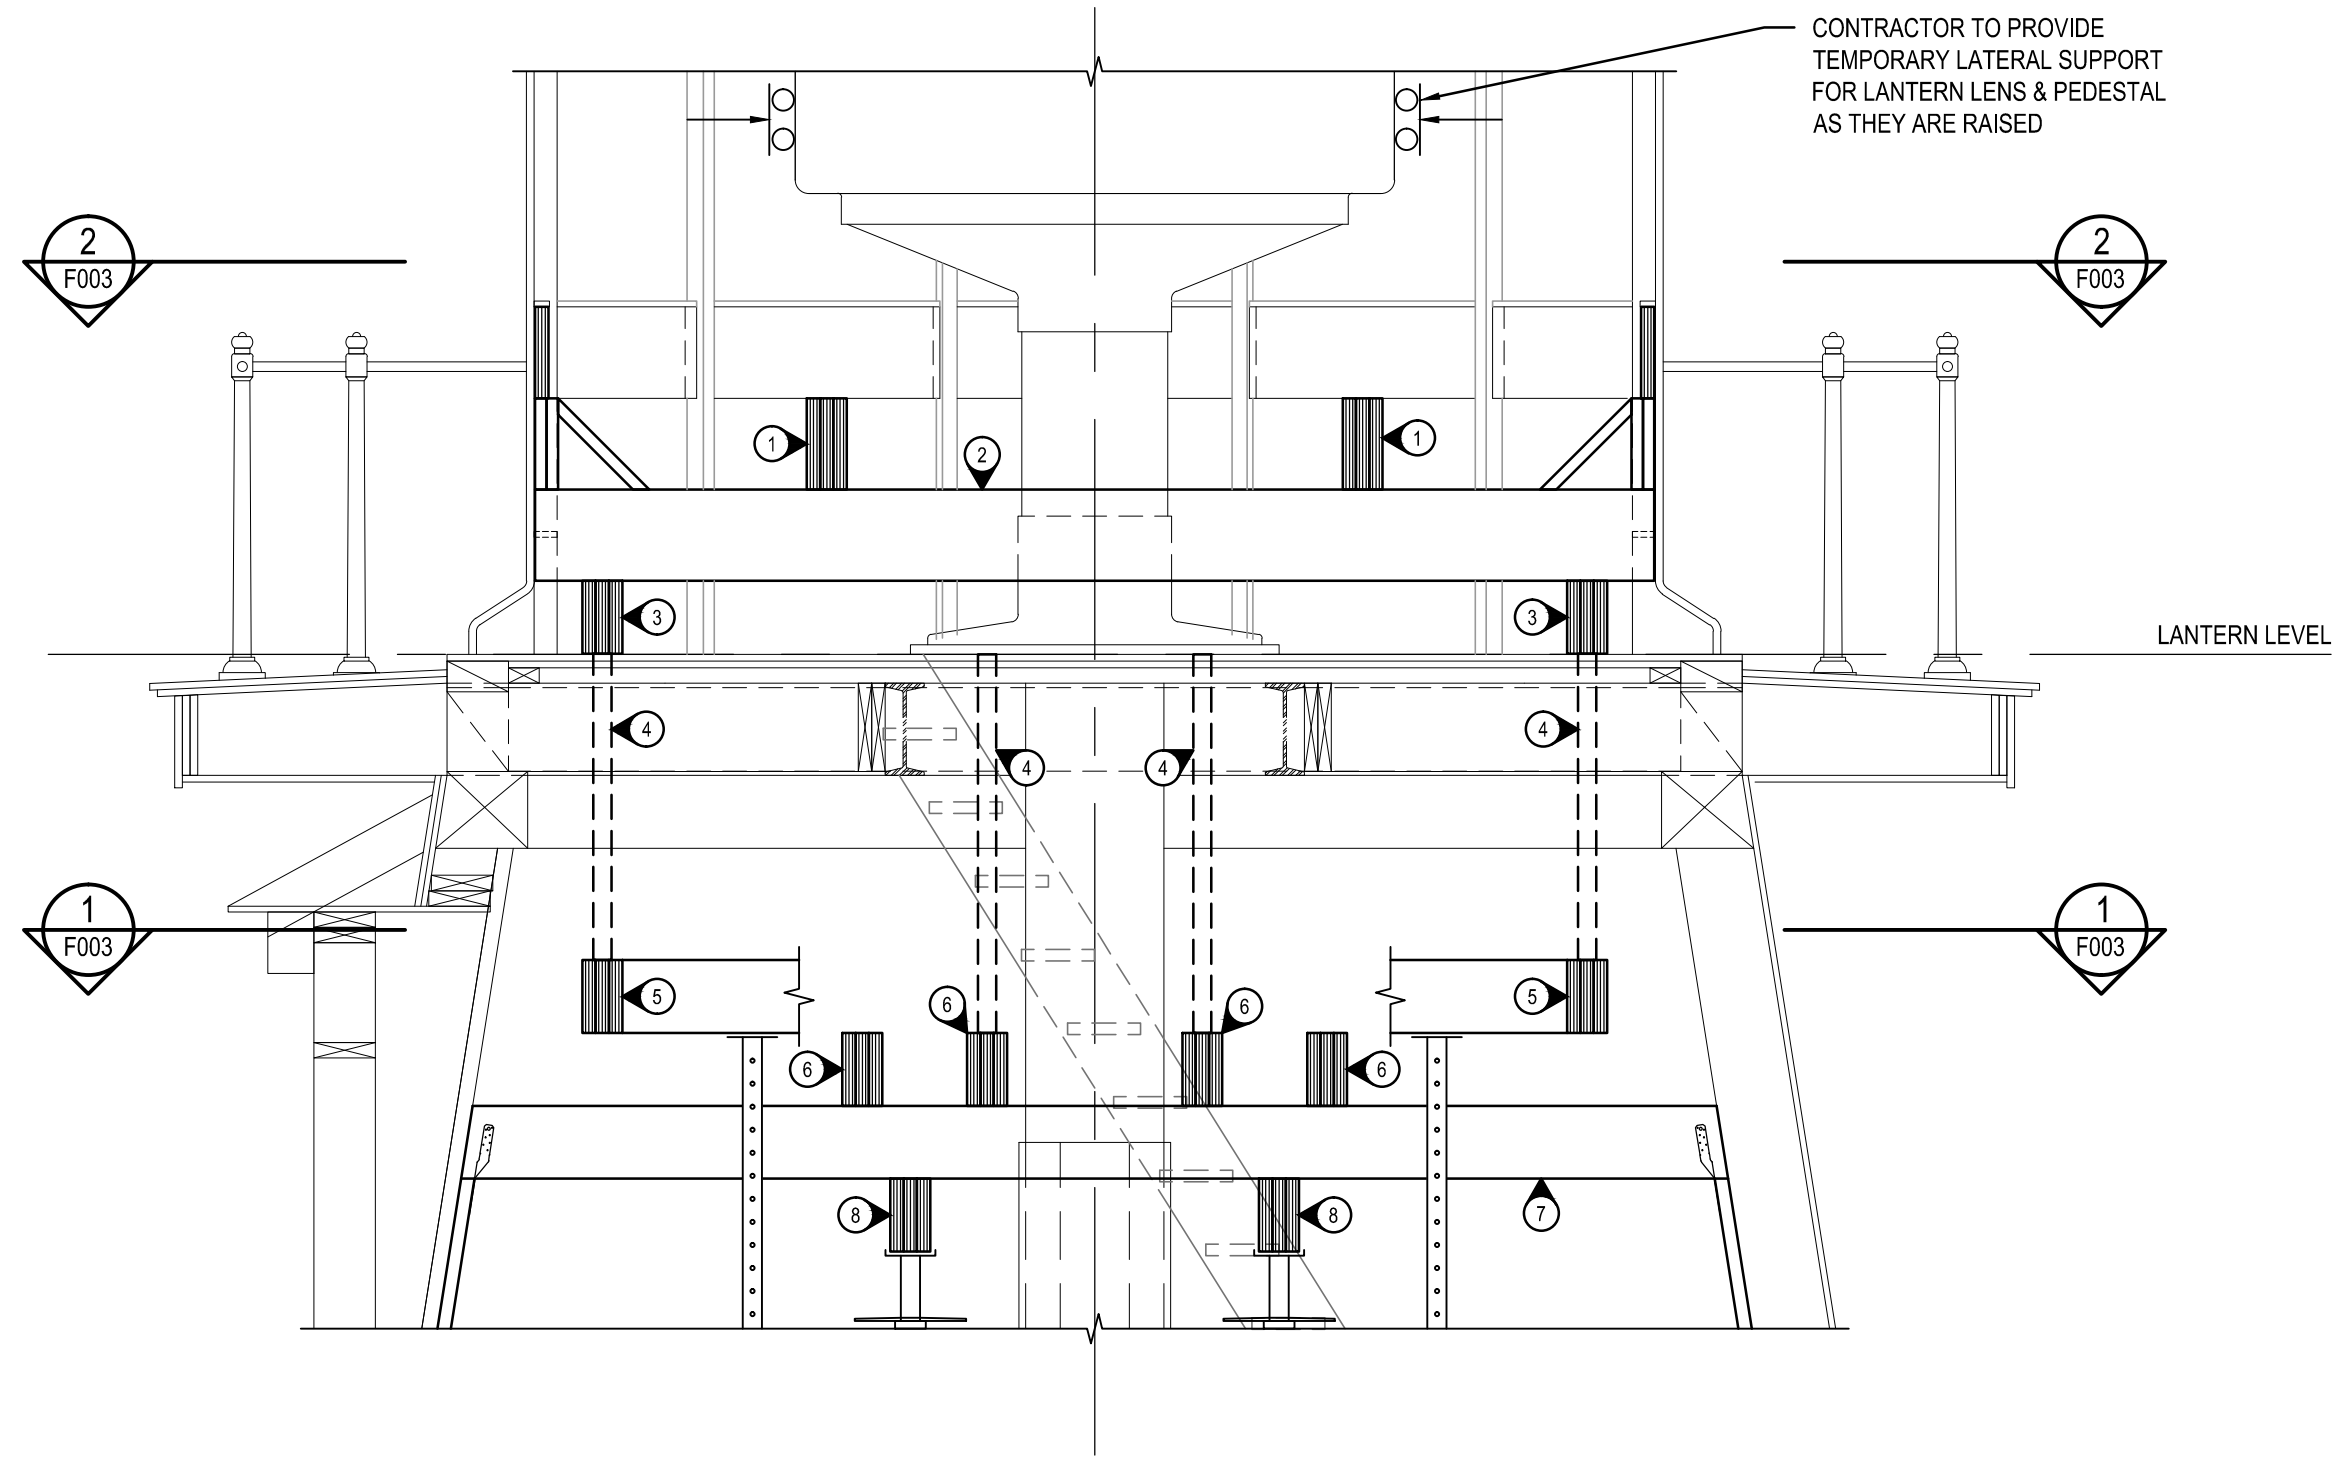 CONTRACTOR TO PROVIDE
TEMPORARY LATERAL SUPPORT
FOR LANTERN LENS & PEDESTAL
AS THEY ARE RAISED
2
F003
2
F003
1
1
2
3
3
LANTERN LEVEL
4
4
4
4
1
F003
1
F003
5
5
6
6
6
6
8
8
7